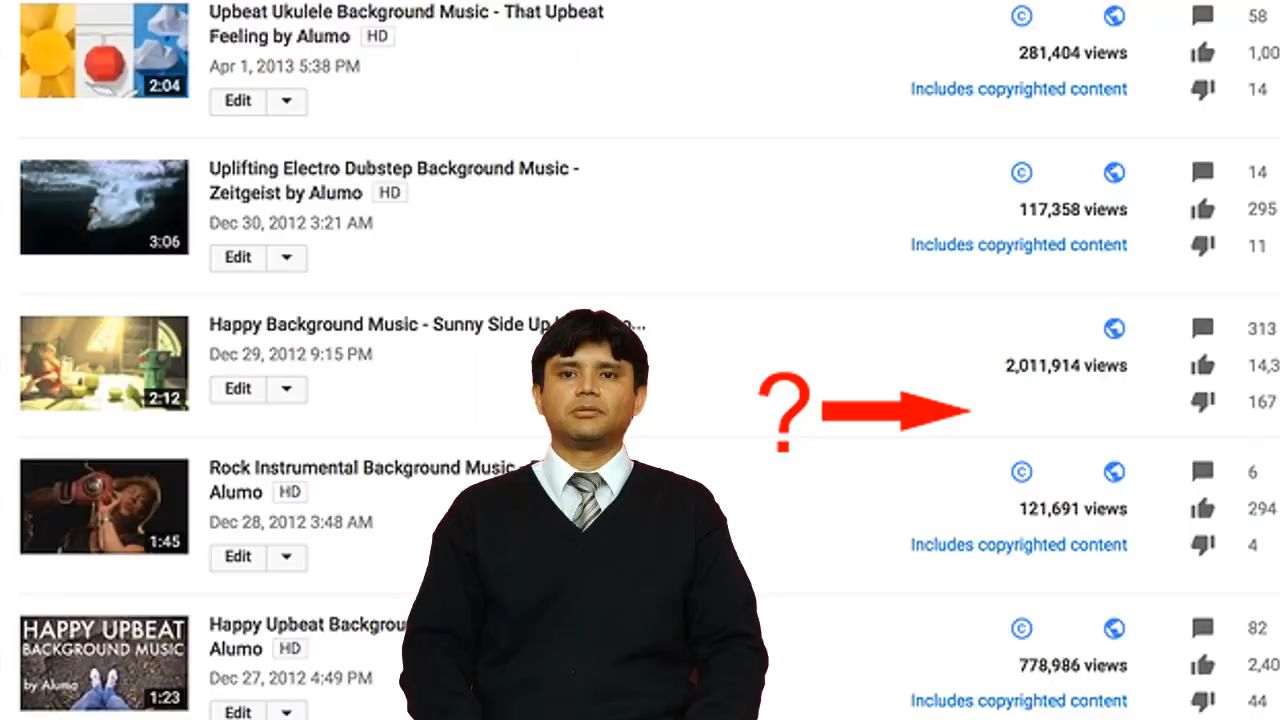 Upbeat Ukulele Background Music - That Upbeat
Feeling by Alumo HD
Apr 1, 2013 5:38 PM
2:04
Edit
281,404 views
Includes copyrighted content
58
1,00
14
Uplifting Electro Dubstep Background Music -
Zeitgeist by Alumo HD
Dec 30, 2012 3:21 AM
3:06
Edit
117,358 views
Includes copyrighted content
14
295
11
Happy Background Music - Sunny Side Up
Dec 29, 2012 9:15 PM
2:12
Edit
2,011,914 views
313
14,3
167
?
Rock Instrumental Background Music -
Alumo HD
Dec 28, 2012 3:48 AM
1:45
Edit
121,691 views
Includes copyrighted content
6
294
4
HAPPY UPBEAT
BACKGROUND MUSIC
by Alumo
1:23
Happy Upbeat Backgrou
Alumo HD
Dec 27, 2012 4:49 PM
Edit
778,986 views
Includes copyrighted content
82
2,40
44